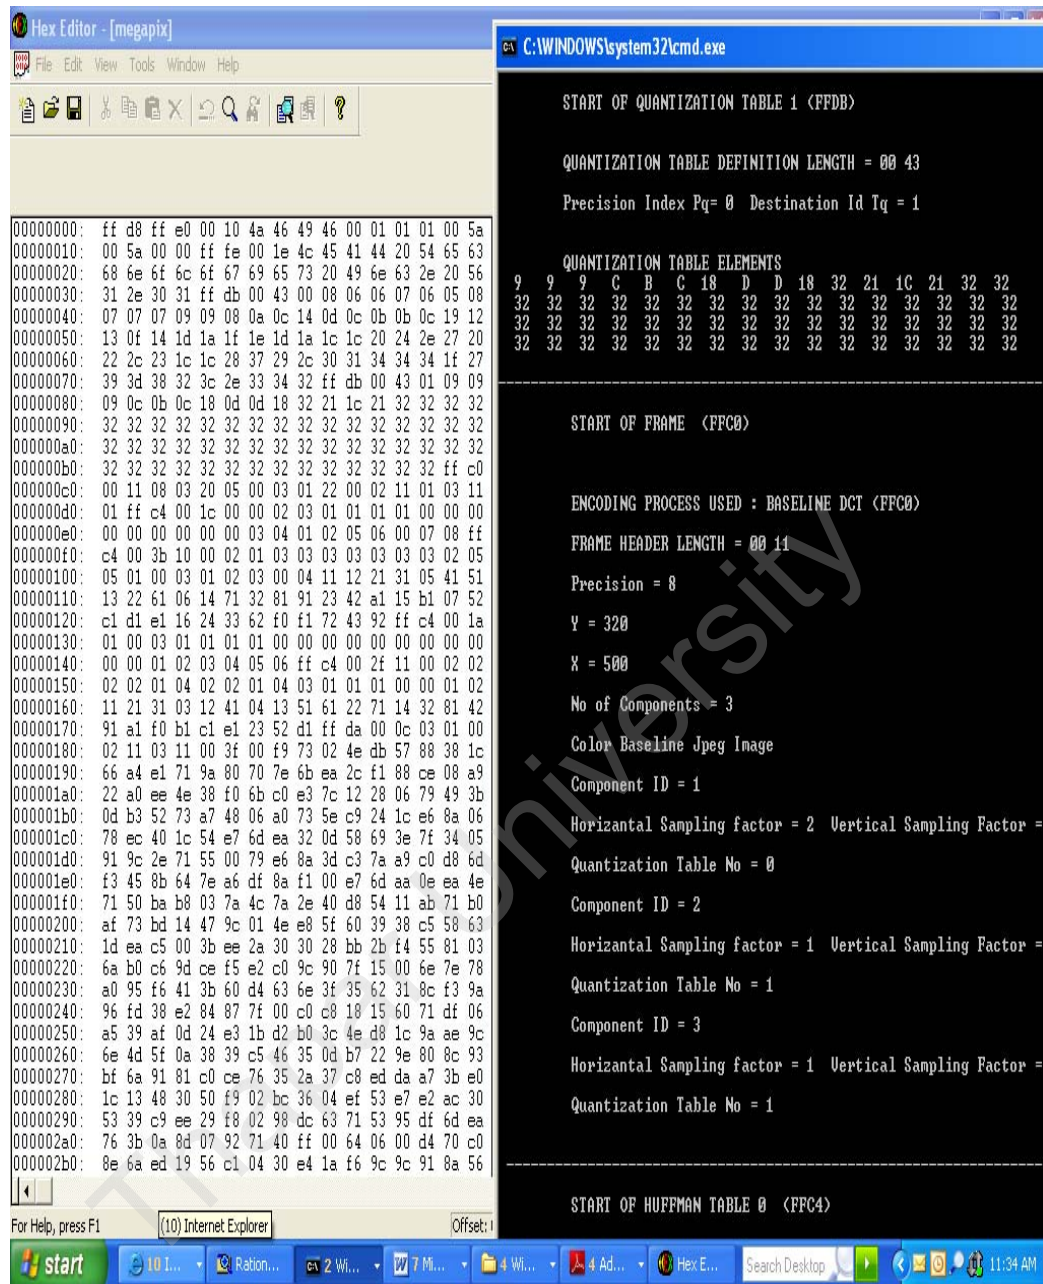 Hex Editor - [megapix]
File Edit View Tools Window Help
00000000: ff d8 ff e0 00 10 4a 46 49 46 00 01 01 01 00 5a
00000010: 00 5a 00 00 ff fe 00 1e 4c 45 41 44 20 54 65 63
00000020: 68 6e 6f 6c 6f 67 69 65 73 20 49 6e 63 2e 20 56
00000030: 31 2e 30 31 ff db 00 43 00 08 06 06 07 06 05 08
00000040: 07 07 07 09 09 08 0a 0c 14 0d 0c 0b 0b 0c 19 12
00000050: 13 0f 14 1d 1a 1f 1e 1d 1a 1c 1c 20 24 2e 27 20
00000060: 22 2c 23 1c 1c 28 37 29 2c 30 31 34 34 34 1f 27
00000070: 39 3d 38 32 3c 2e 33 34 32 ff db 00 43 01 09 09
00000080: 09 0c 0b 0c 18 0d 0d 18 32 21 1c 21 32 32 32 32
00000090: 32 32 32 32 32 32 32 32 32 32 32 32 32 32 32 32
000000a0: 32 32 32 32 32 32 32 32 32 32 32 32 32 32 32 32
000000b0: 32 32 32 32 32 32 32 32 32 32 32 32 32 32 ff c0
000000c0: 00 11 08 03 20 05 00 03 01 22 00 02 11 01 03 11
000000d0: 01 ff c4 00 1c 00 00 02 03 01 01 01 01 00 00 00
000000e0: 00 00 00 00 00 00 03 04 01 02 05 06 00 07 08 ff
000000f0: c4 00 3b 10 00 02 01 03 03 03 03 03 03 03 02 05
00000100: 05 01 00 03 01 02 03 00 04 11 12 21 31 05 41 51
00000110: 13 22 61 06 14 71 32 81 91 23 42 a1 15 b1 07 52
00000120: c1 d1 e1 16 24 33 62 f0 f1 72 43 92 ff c4 00 1a
00000130: 01 00 03 01 01 01 01 00 00 00 00 00 00 00 00 00
00000140: 00 00 01 02 03 04 05 06 ff c4 00 2f 11 00 02 02
00000150: 02 02 01 04 02 02 01 04 03 01 01 01 00 00 01 02
00000160: 11 21 31 03 12 41 04 13 51 61 22 71 14 32 81 42
00000170: 91 a1 f0 b1 c1 e1 23 52 d1 ff da 00 0c 03 01 00
00000180: 02 11 03 11 00 3f 00 f9 73 02 4e db 57 88 38 1c
00000190: 66 a4 e1 71 9a 80 70 7e 6b ea 2c f1 88 ce 08 a9
000001a0: 22 a0 ee 4e 38 f0 6b c0 e3 7c 12 28 06 79 49 3b
000001b0: 0d b3 52 73 a7 48 06 a0 73 5e c9 24 1c e6 8a 06
000001c0: 78 ec 40 1c 54 e7 6d ea 32 0d 58 69 3e 7f 34 05
000001d0: 91 9c 2e 71 55 00 79 e6 8a 3d c3 7a a9 c0 d8 6d
000001e0: f3 45 8b 64 7e a6 df 8a f1 00 e7 6d aa 0e ea 4e
000001f0: 71 50 ba b8 03 7a 4c 7a 2e 40 d8 54 11 ab 71 b0
00000200: af 73 bd 14 47 9c 01 4e e8 5f 60 39 38 c5 58 63
00000210: 1d ea c5 00 3b ee 2a 30 30 28 bb 2b f4 55 81 03
00000220: 6a b0 c6 9d ce f5 e2 c0 9c 90 7f 15 00 6e 7e 78
00000230: a0 95 f6 41 3b 60 d4 63 6e 3f 35 62 31 8c f3 9a
00000240: 96 fd 38 e2 84 87 7f 00 c0 c8 18 15 60 71 df 06
00000250: a5 39 af 0d 24 e3 1b d2 b0 3c 4e d8 1c 9a ae 9c
00000260: 6e 4d 5f 0a 38 39 c5 46 35 0d b7 22 9e 80 8c 93
00000270: bf 6a 91 81 c0 ce 76 35 2a 37 c8 ed da a7 3b e0
00000280: 1c 13 48 30 50 f9 02 bc 36 04 ef 53 e7 e2 ac 30
00000290: 53 39 c9 ee 29 f8 02 98 dc 63 71 53 95 df 6d ea
000002a0: 76 3b 0a 8d 07 92 71 40 ff 00 64 06 00 d4 70 c0
000002b0: 8e 6a ed 19 56 c1 04 30 e4 1a f6 9c 9c 91 8a 56
For Help, press F1
(10) Internet Explorer
Offset:
C:\WINDOWS\system32\cmd.exe
START OF QUANTIZATION TABLE 1 (FFDB)
QUANTIZATION TABLE DEFINITION LENGTH = 00 43
Precision Index Pq= 0 Destination Id Tq = 1
QUANTIZATION TABLE ELEMENTS
9 9 9 C B C 18 D D 18 32 21 1C 21 32 32
32 32 32 32 32 32 32 32 32 32 32 32 32 32 32 32
32 32 32 32 32 32 32 32 32 32 32 32 32 32 32 32
32 32 32 32 32 32 32 32 32 32 32 32 32 32 32 32
START OF FRAME (FFC0)
ENCODING PROCESS USED : BASELINE DCT (FFC0)
FRAME HEADER LENGTH = 00 11
Precision = 8
Y = 320
X = 500
No of Components = 3
Color Baseline Jpeg Image
Component ID = 1
Horizantal Sampling factor = 2 Vertical Sampling Factor =
Quantization Table No = 0
Component ID = 2
Horizantal Sampling factor = 1 Vertical Sampling Factor =
Quantization Table No = 1
Component ID = 3
Horizantal Sampling factor = 1 Vertical Sampling Factor =
Quantization Table No = 1
START OF HUFFMAN TABLE 0 (FFC4)
Thapar University
start
10 I...
Ration...
2 Wi...
7 Mi...
4 Wi...
4 Ad...
Hex E...
Search Desktop
11:34 AM